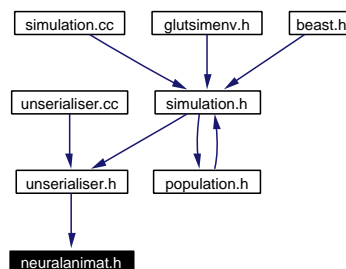 simulation.cc glutsimenv.h beast.h
unserialiser.cc simulation.h
unserialiser.h population.h
neuralanimat.h